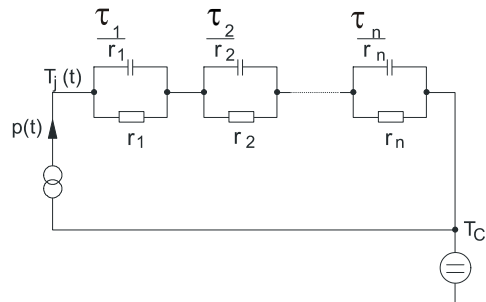 τ1 τ2 τn
r1 r2 rn
Tj (t)
p(t)
r1 r2 rn
TC